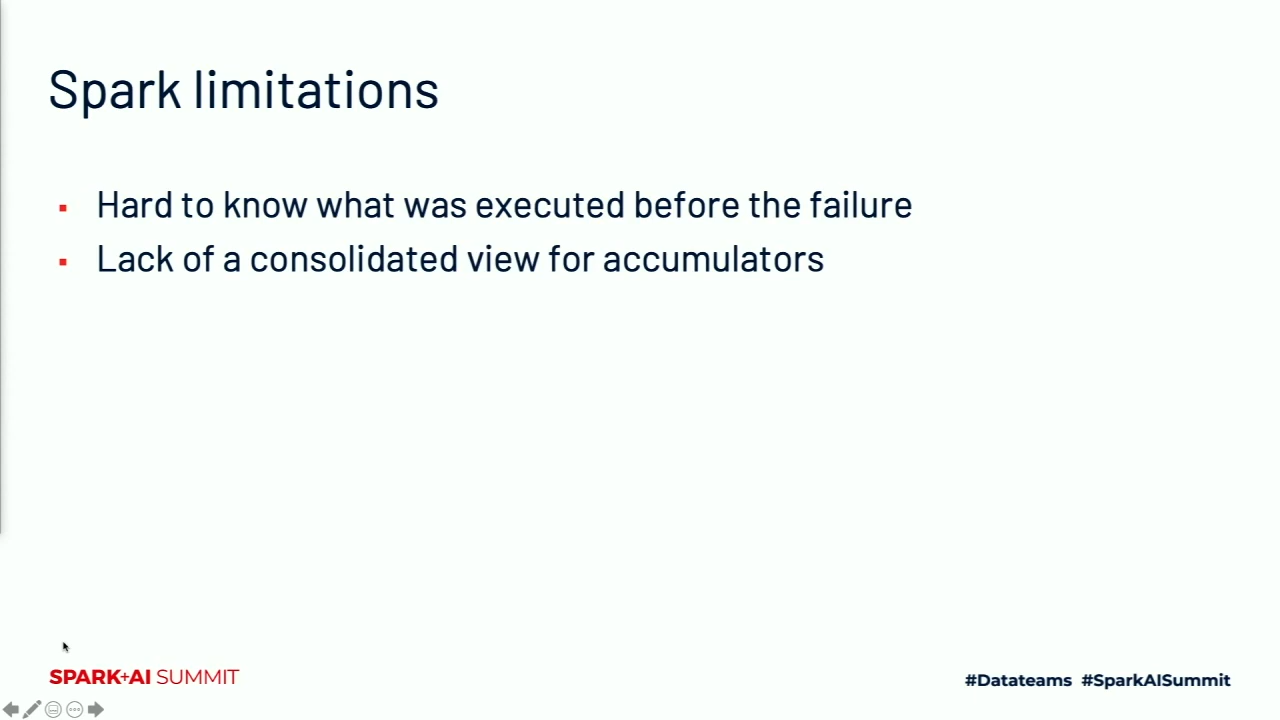 Spark limitations
Hard to know what was executed before the failure
Lack of a consolidated view for accumulators
SPARK+AI SUMMIT
#Datateams #SparkAISummit